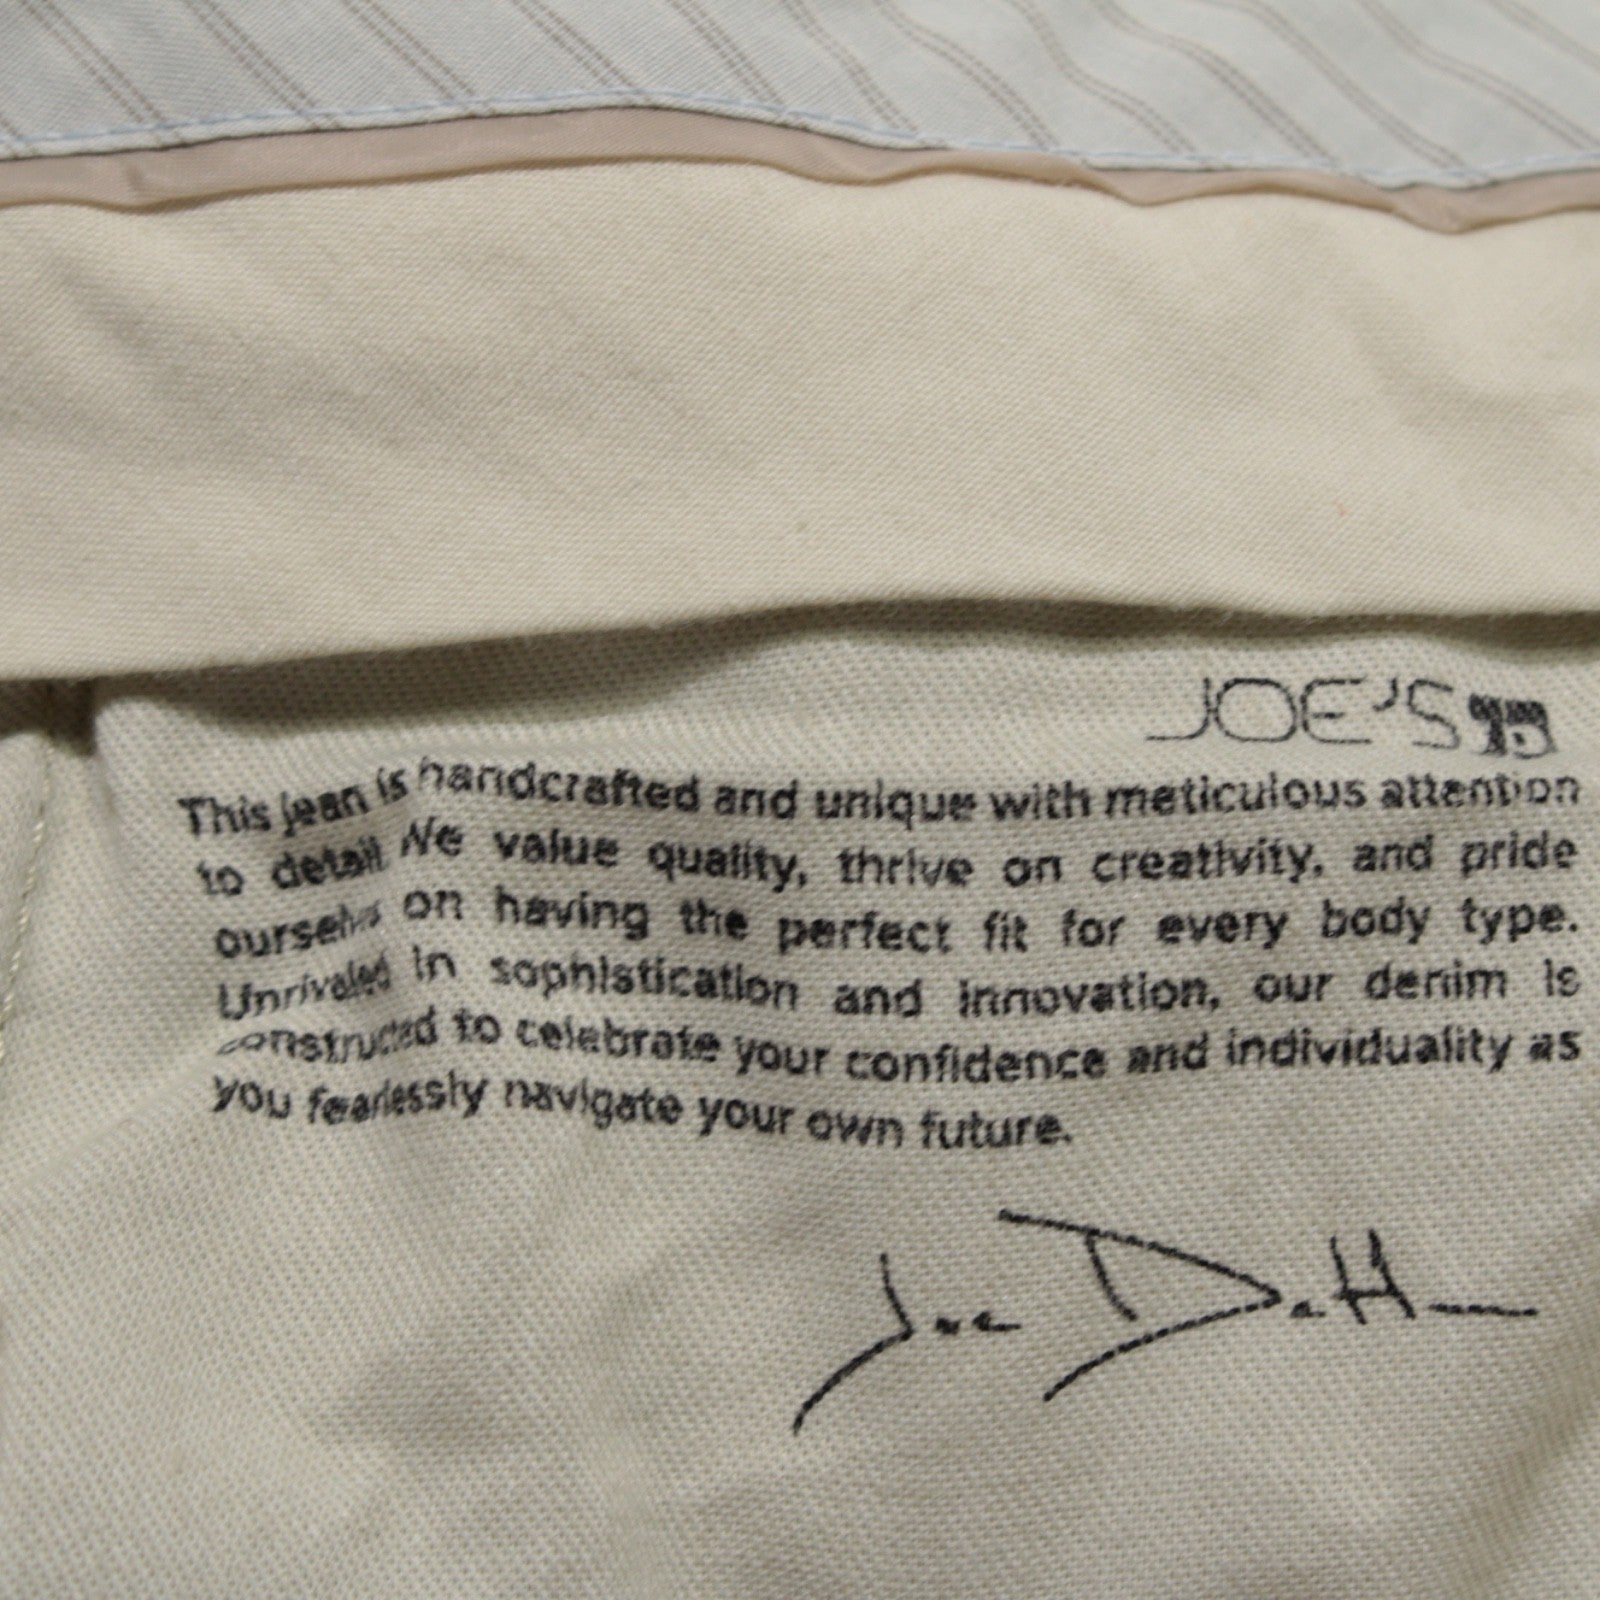 JOE'S
This jean is handcrafted and unique with meticulous attention
to detail. We value quality, thrive on creativity, and pride
ourselves on having the perfect fit for every body type.
Unrivaled in sophistication and innovation, our denim is
constructed to celebrate your confidence and individuality as
you fearlessly navigate your own future.
Joe